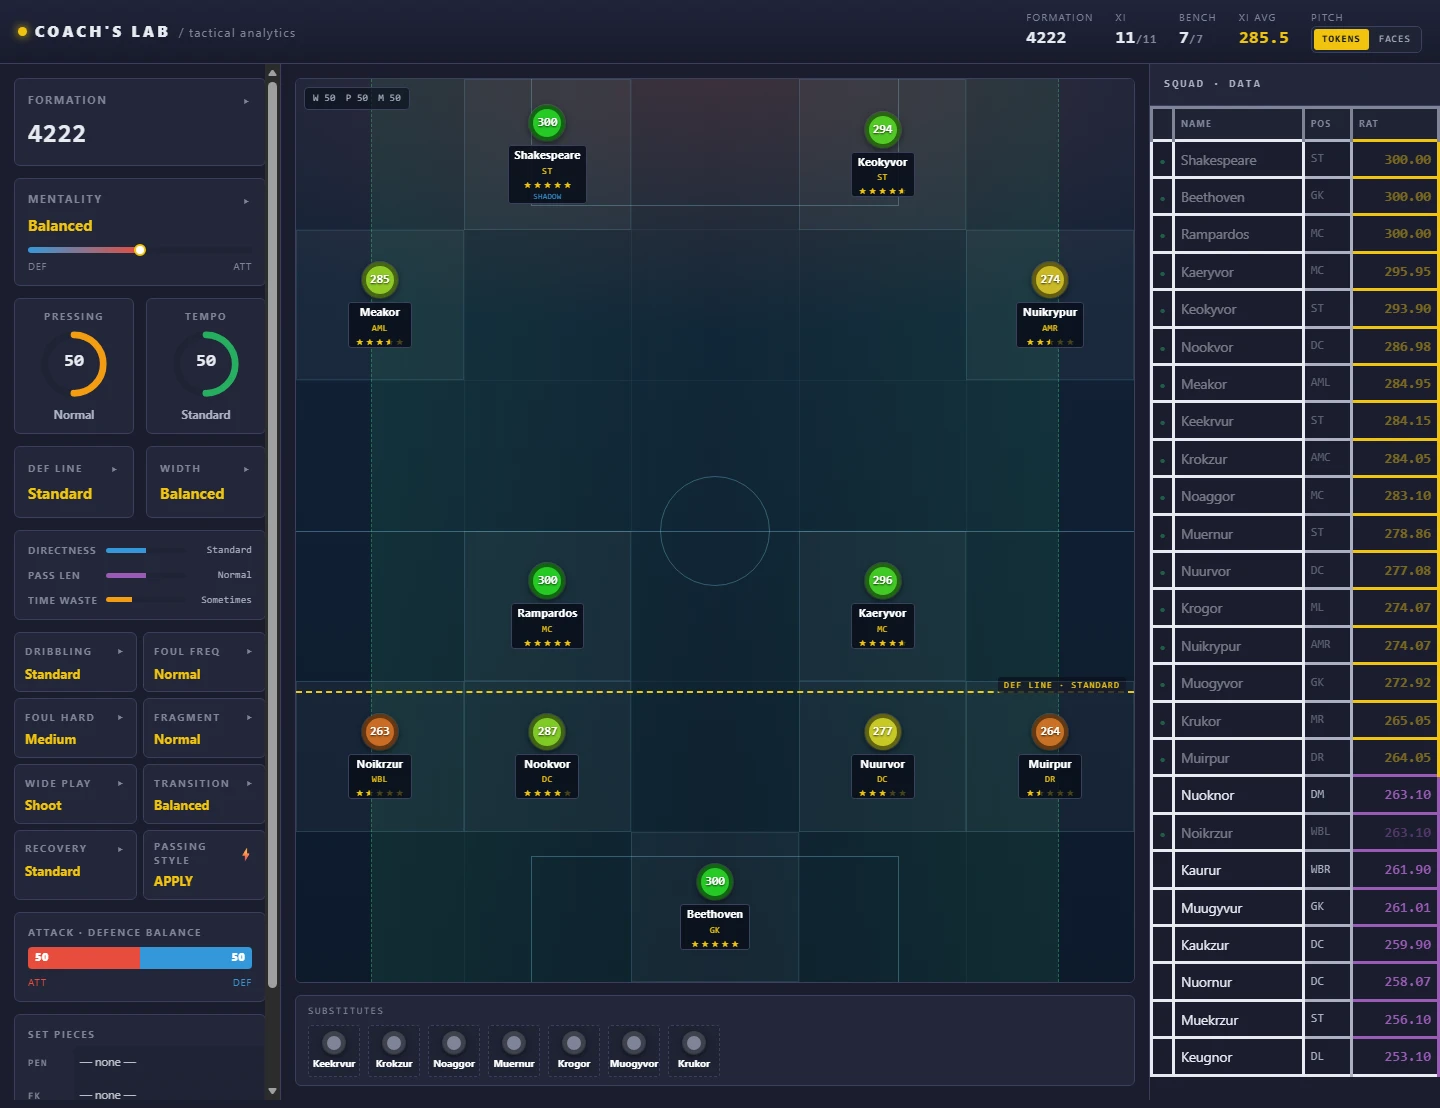 COACH'S LAB / tactical analytics
FORMATION XI BENCH XI AVG PITCH
4222 11/11 7/7 285.5 TOKENS FACES
FORMATION
4222
MENTALITY
Balanced
DEF ATT
PRESSING TEMPO
50 50
Normal Standard
DEF LINE WIDTH
Standard Balanced
DIRECTNESS Standard
PASS LEN Normal
TIME WASTE Sometimes
DRIBBLING FOUL FREQ
Standard Normal
FOUL HARD FRAGMENT
Medium Normal
WIDE PLAY TRANSITION
Shoot Balanced
RECOVERY PASSING STYLE
Standard APPLY
ATTACK · DEFENCE BALANCE
50 50
ATT DEF
SET PIECES
PEN — none —
FK — none —
W 50 P 50 M 50
300 294
Shakespeare Keokyvor
ST ST
SHADOW
285 274
Meakor Nuikrypur
AML AMR
300 296
Rampardos Kaeryvor
MC MC
DEF LINE · STANDARD
263 287 277 264
Noikrzur Nookvor Nuurvor Muirpur
WBL DC DC DR
300
Beethoven
GK
SUBSTITUTES
Keekrvur Krokzur Noaggor Muernur Krogor Muogyvor Krukor
SQUAD · DATA
NAME POS RAT
Shakespeare ST 300.00
Beethoven GK 300.00
Rampardos MC 300.00
Kaeryvor MC 295.95
Keokyvor ST 293.90
Nookvor DC 286.98
Meakor AML 284.95
Keekrvur ST 284.15
Krokzur AMC 284.05
Noaggor MC 283.10
Muernur ST 278.86
Nuurvor DC 277.08
Krogor ML 274.07
Nuikrypur AMR 274.07
Muogyvor GK 272.92
Krukor MR 265.05
Muirpur DR 264.05
Nuoknor DM 263.10
Noikrzur WBL 263.10
Kaurur WBR 261.90
Muugyvur GK 261.01
Kaukzur DC 259.90
Nuornur DC 258.07
Muekrzur ST 256.10
Keugnor DL 253.10